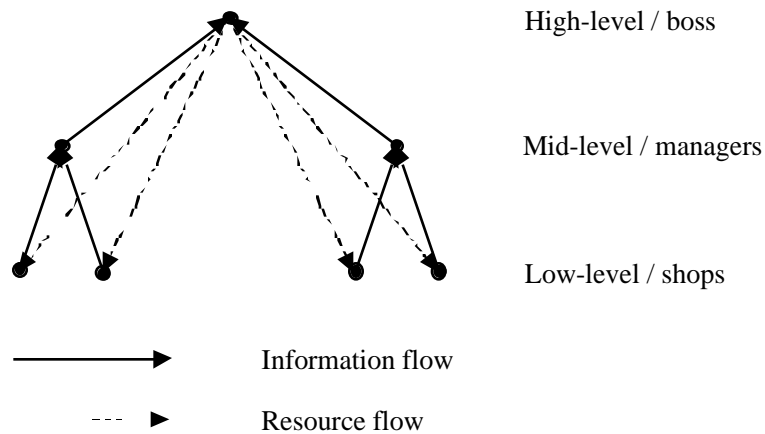 High-level / boss
Mid-level / managers
Low-level / shops
Information flow
Resource flow